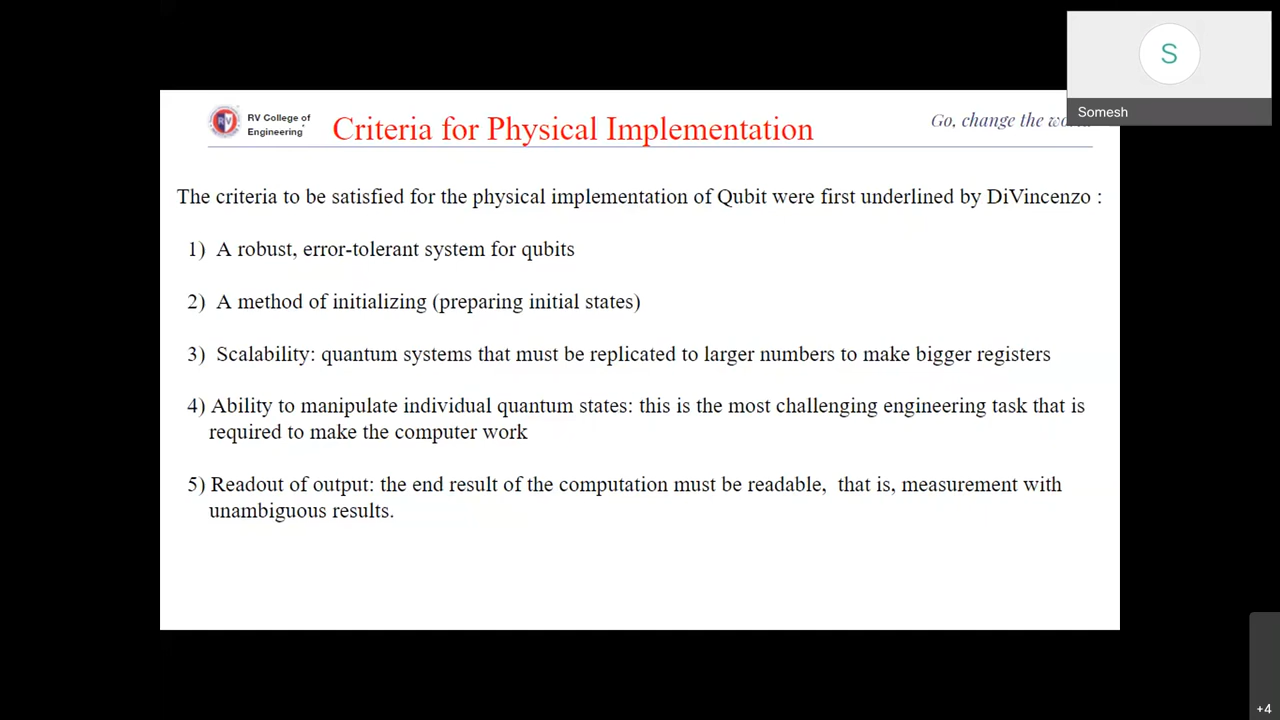 S
Somesh
RV College of
Engineering
Go, change the
Criteria for Physical Implementation
The criteria to be satisfied for the physical implementation of Qubit were first underlined by DiVincenzo :
1) A robust, error-tolerant system for qubits
2) A method of initializing (preparing initial states)
3) Scalability: quantum systems that must be replicated to larger numbers to make bigger registers
4) Ability to manipulate individual quantum states: this is the most challenging engineering task that is
required to make the computer work
5) Readout of output: the end result of the computation must be readable, that is, measurement with
unambiguous results.
+4